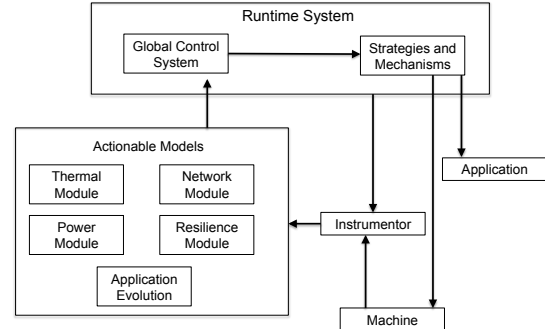 Runtime System
Global Control
System
Strategies and
Mechanisms
Actionable Models
Thermal
Module
Network
Module
Power
Module
Resilience
Module
Application
Evolution
Instrumentor
Application
Machine